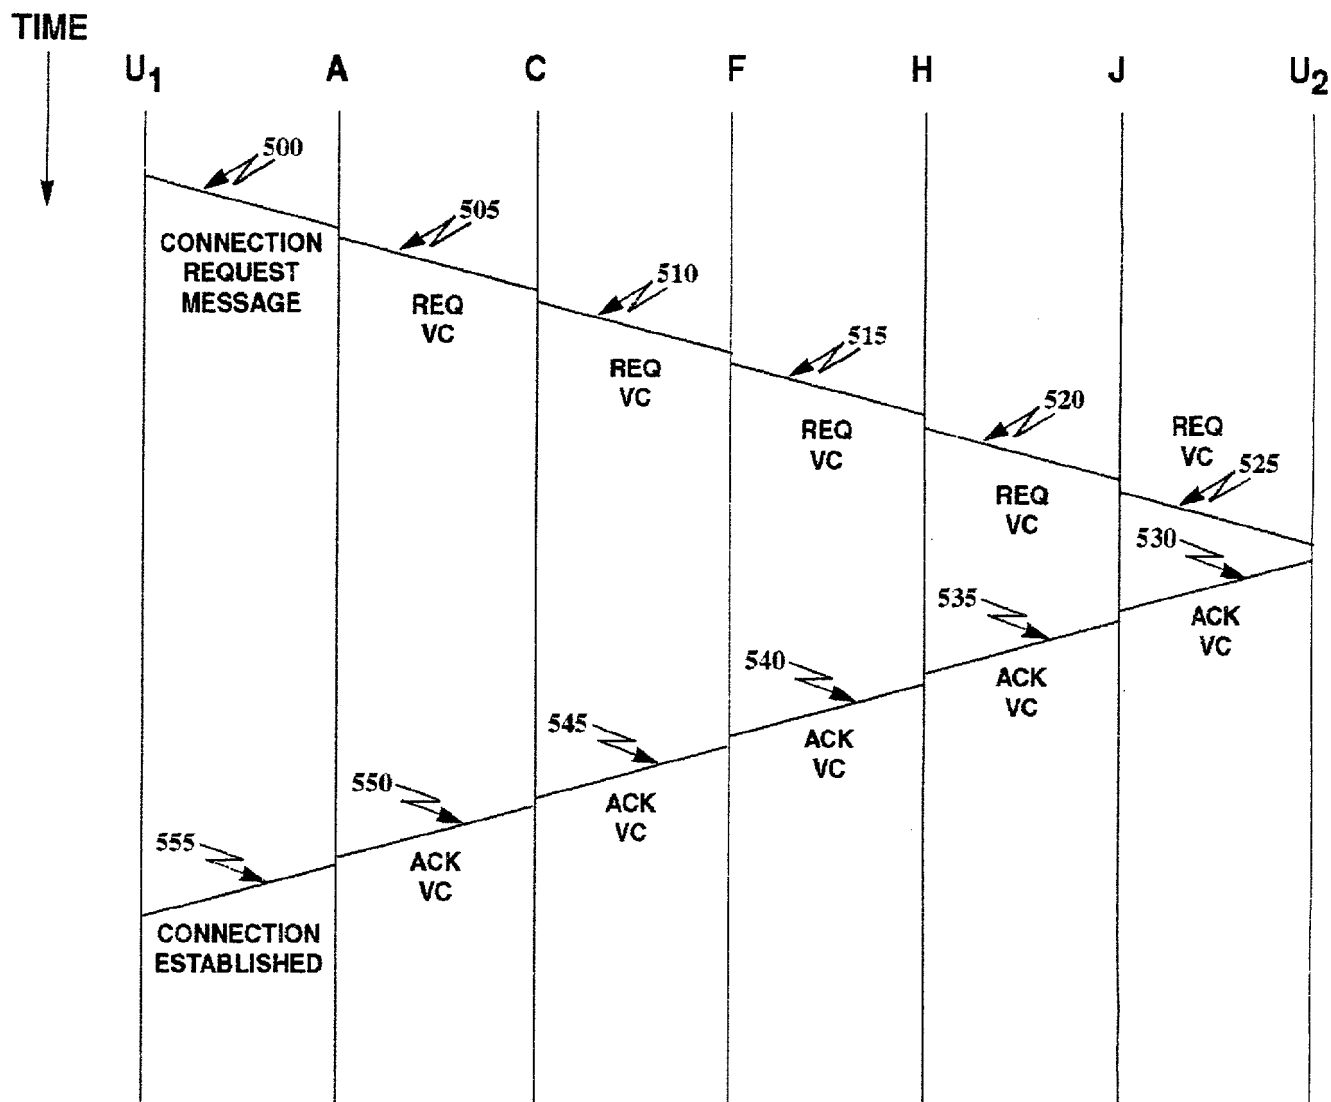 TIME
U1 A C F H J U2
500
CONNECTION
REQUEST
MESSAGE
505
REQ
VC
510
REQ
VC
515
REQ
VC
520
REQ
VC
REQ
VC
525
530
ACK
VC
535
ACK
VC
540
ACK
VC
545
ACK
VC
550
ACK
VC
555
CONNECTION
ESTABLISHED